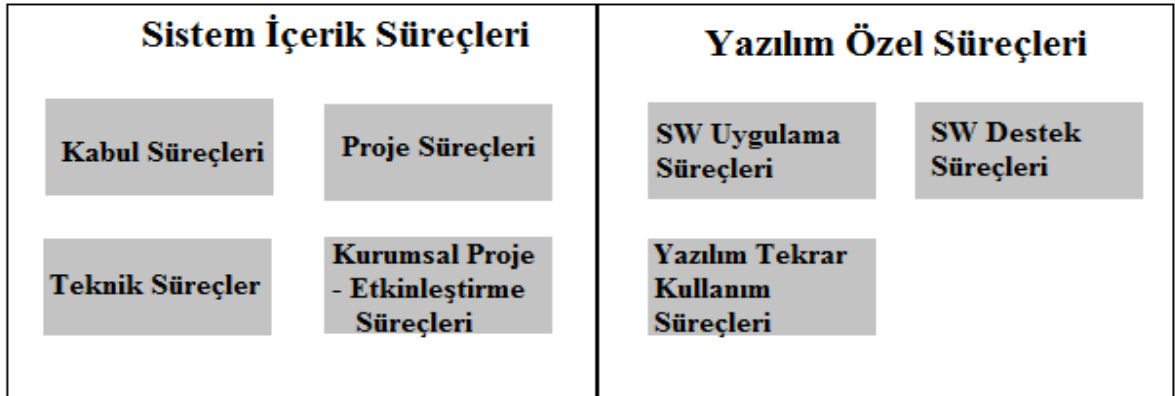 Sistem İçerik Süreçleri
Kabul Süreçleri
Proje Süreçleri
Teknik Süreçler
Kurumsal Proje
- Etkinleştirme
Süreçleri
Yazılım Özel Süreçleri
SW Uygulama
Süreçleri
SW Destek
Süreçleri
Yazılım Tekrar
Kullanım
Süreçleri